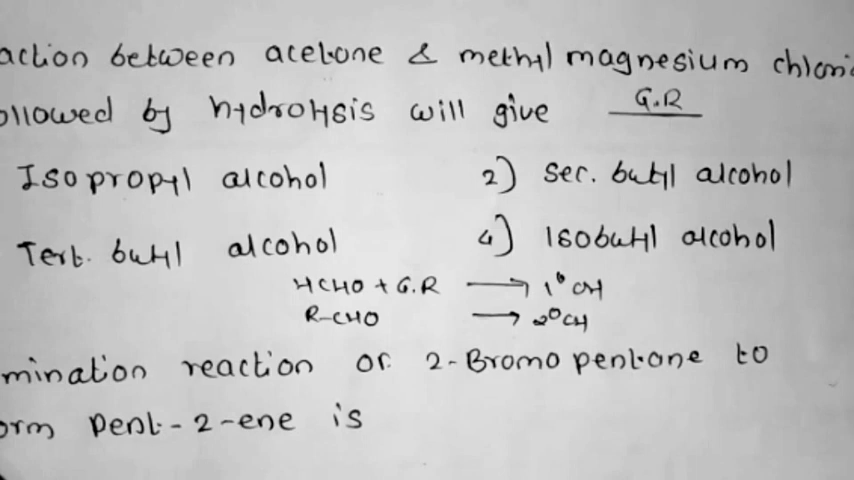 action between acetone & methyl magnesium chlori
ollowed by hydrolysis will give G.R
Isopropyl alcohol 2) Sec. butyl alcohol
Tert. butyl alcohol 4) Isobutyl alcohol
HCHO + G.R → 1° OH
R-CHO → 2° OH
mination reaction of 2-Bromo pentane to
orm pent-2-ene is